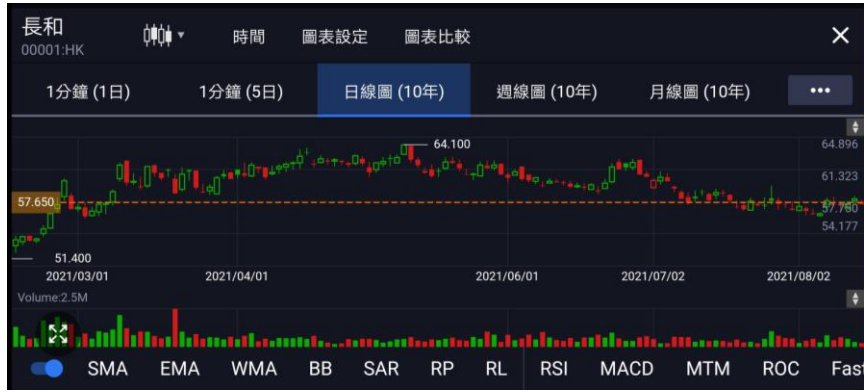 長和
00001:HK
時間 圖表設定 圖表比較
1分鐘 (1日) 1分鐘 (5日) 日線圖 (10年) 週線圖 (10年) 月線圖 (10年)
64.100
64.896
61.323
57.650
57.750
54.177
51.400
2021/03/01 2021/04/01 2021/06/01 2021/07/02 2021/08/02
Volume:2.5M
SMA EMA WMA BB SAR RP RL RSI MACD MTM ROC Fas